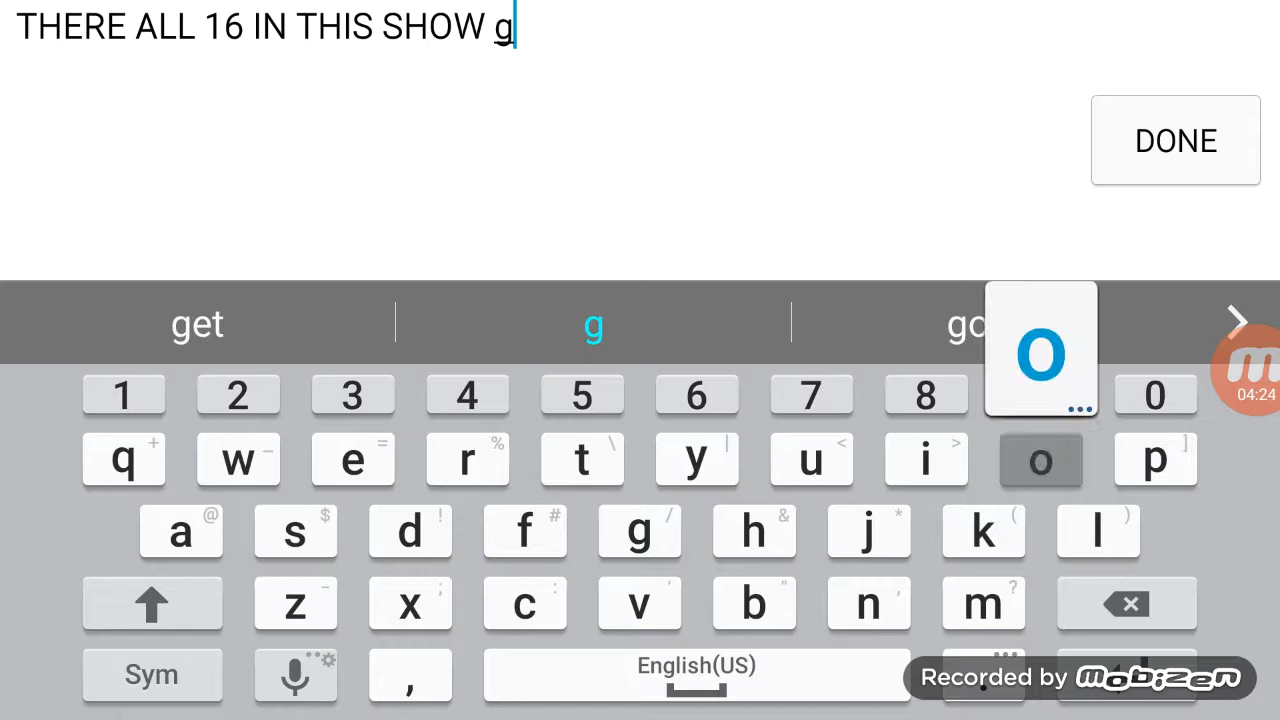 THERE ALL 16 IN THIS SHOW g
DONE
get g go
o
1 2 3 4 5 6 7 8 0
q + w – e = r % t \ y | u < i > o p ]
a @ s $ d ! f # g / h & j * k ( l )
z - x ; c : v ' b " n , m ?
Sym , English(US) .
04:24
Recorded by mobizen